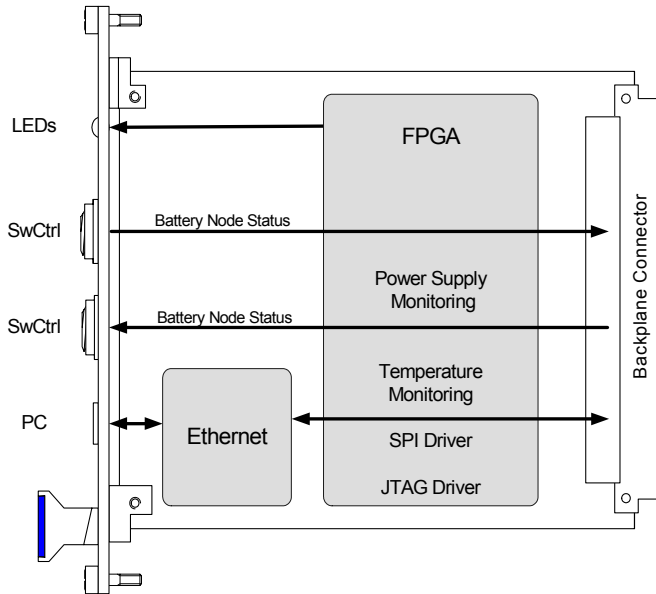 LEDs
FPGA
SwCtrl
Battery Node Status
Power Supply
Monitoring
SwCtrl
Battery Node Status
Temperature
Monitoring
PC
Ethernet
SPI Driver
JTAG Driver
Backplane Connector